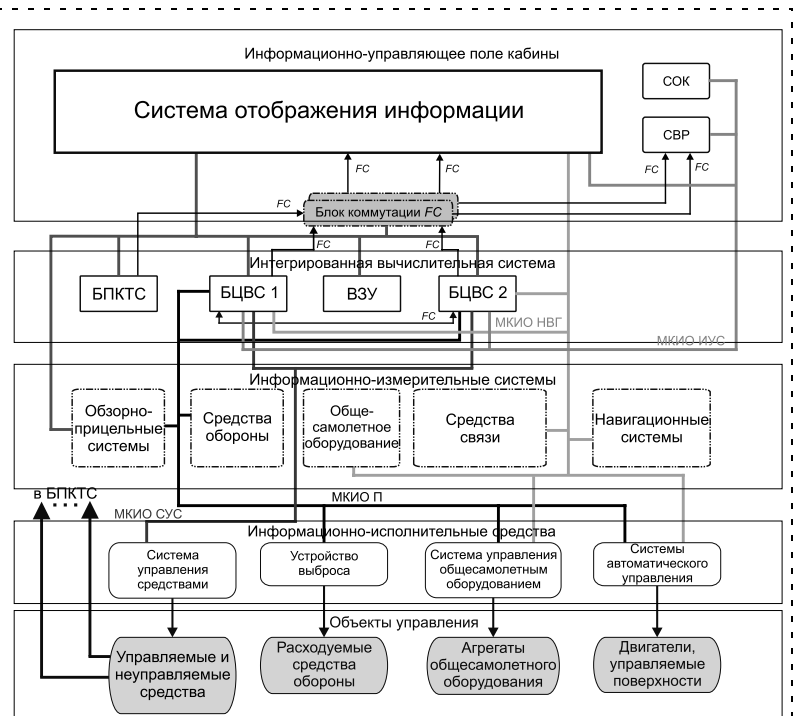 Информационно-управляющее поле кабины
Система отображения информации
СОК
СВР
FC
FC
FC
FC
FC
Блок коммутации FC
FC
FC
Интегрированная вычислительная система
БПКТС
БЦВС 1
ВЗУ
БЦВС 2
FC
МКИО НВГ
МКИО ИУС
Информационно-измерительные системы
Обзорно-
прицельные
системы
Средства
обороны
Обще-
самолетное
оборудование
Средства
связи
Навигационные
системы
в БПКТС
МКИО П
МКИО СУС
Информационно-исполнительные средства
Система
управления
средствами
Устройство
выброса
Система управления
общесамолетным
оборудованием
Системы
автоматического
управления
Объекты управления
Управляемые и
неуправляемые
средства
Расходуемые
средства
обороны
Агрегаты
общесамолетного
оборудования
Двигатели,
управляемые
поверхности